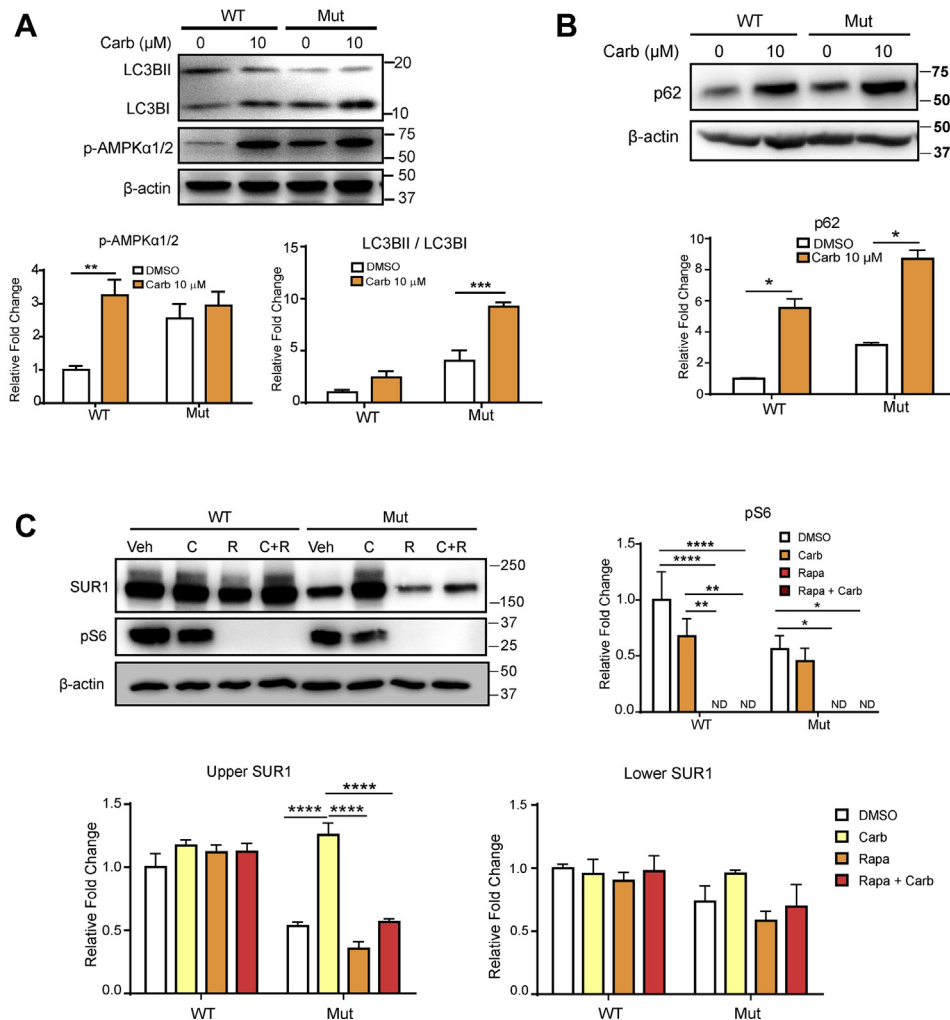 A
WT Mut
Carb (µM) 0 10 0 10
LC3BII
20
LC3BI
10
p-AMPKα1/2
75
50
β-actin
50
37
p-AMPKα1/2
DMSO
Carb 10 µM
**
Relative Fold Change
4
3
2
1
0
WT Mut
LC3BII / LC3BI
DMSO
Carb 10 µM
***
Relative Fold Change
15
10
5
0
WT Mut
B
WT Mut
Carb (µM) 0 10 0 10
p62
75
50
β-actin
50
37
p62
DMSO
Carb 10 µM
* *
Relative Fold Change
10
8
6
4
2
0
WT Mut
C
WT Mut
Veh C R C+R Veh C R C+R
SUR1
250
150
pS6
37
25
β-actin
50
37
pS6
DMSO
Carb
Rapa
Rapa + Carb
****
****
**
**
*
*
Relative Fold Change
1.5
1.0
0.5
0.0
ND ND ND ND
WT Mut
Upper SUR1
****
**** ****
Relative Fold Change
1.5
1.0
0.5
0.0
WT Mut
Lower SUR1
Relative Fold Change
1.5
1.0
0.5
0.0
WT Mut
DMSO
Carb
Rapa
Rapa + Carb